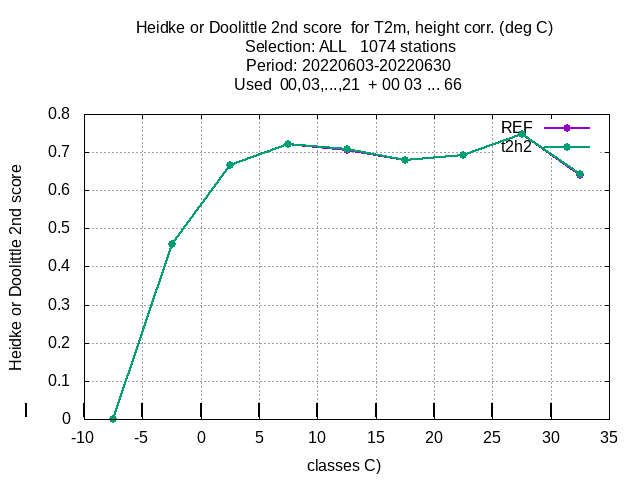 Heidke or Doolittle 2nd score  for T2m, height corr. (deg C)
Selection: ALL   1074 stations
Period: 20220603-20220630
Used  00,03,...,21  + 00 03 ... 66
REF
t2h2
Heidke or Doolittle 2nd score
0.8
0.7
0.6
0.5
0.4
0.3
0.2
0.1
0
-10 -5 0 5 10 15 20 25 30 35
classes C)